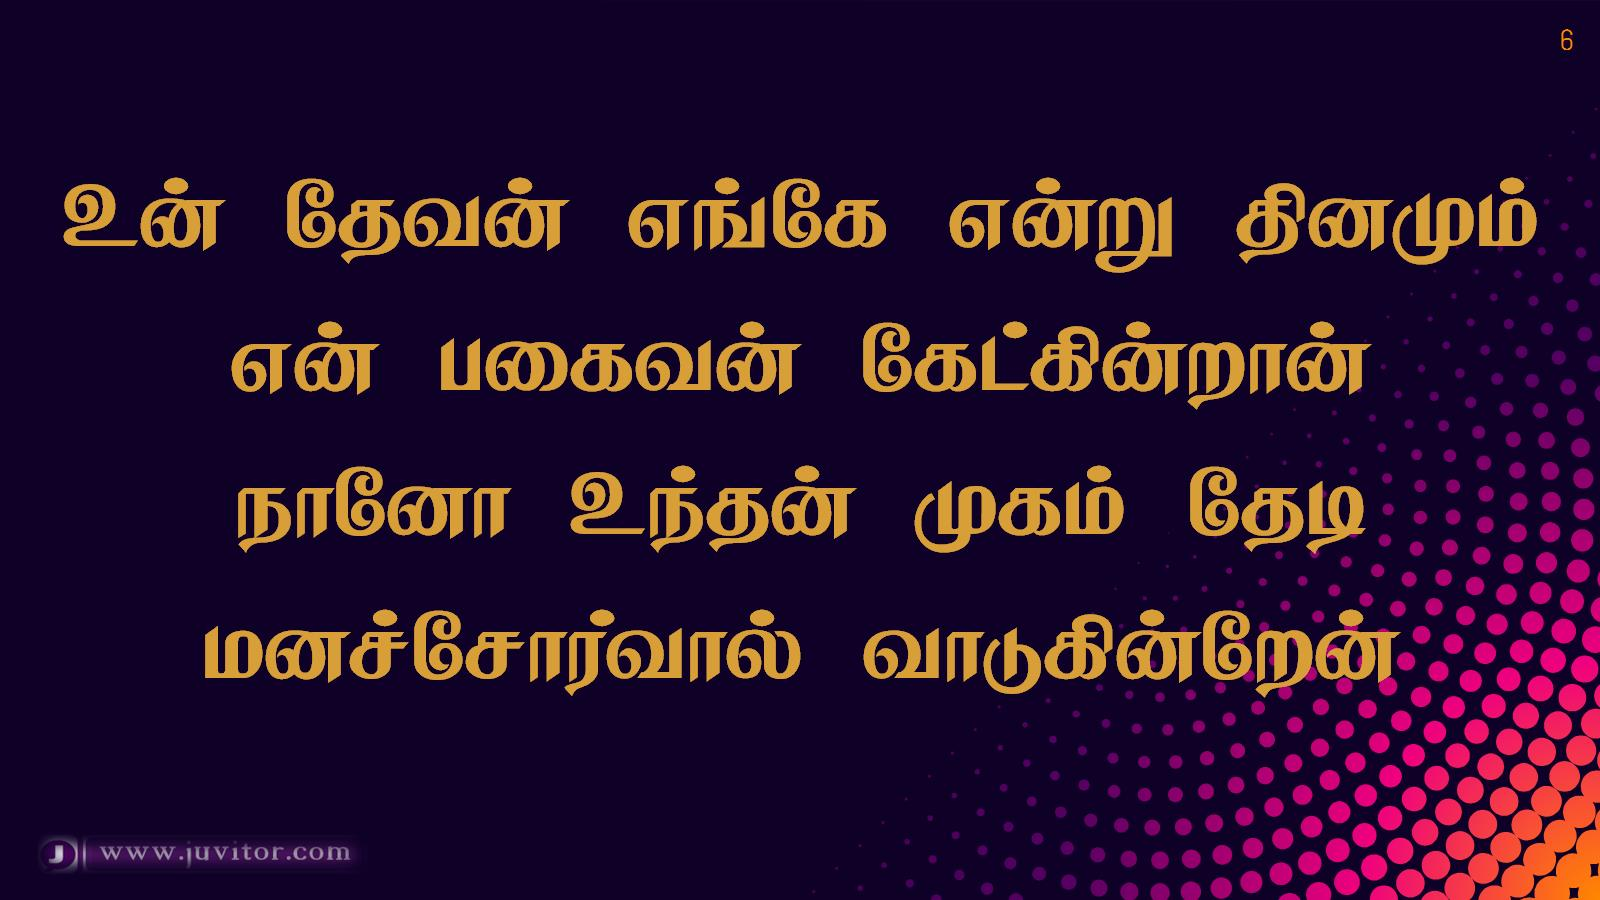 6
உன் தேவன் எங்கே என்று தினமும்
என் பகைவன் கேட்கின்றான்
நானோ உந்தன் முகம் தேடி
மனச்சோர்வால் வாடுகின்றேன்
J www.juvitor.com